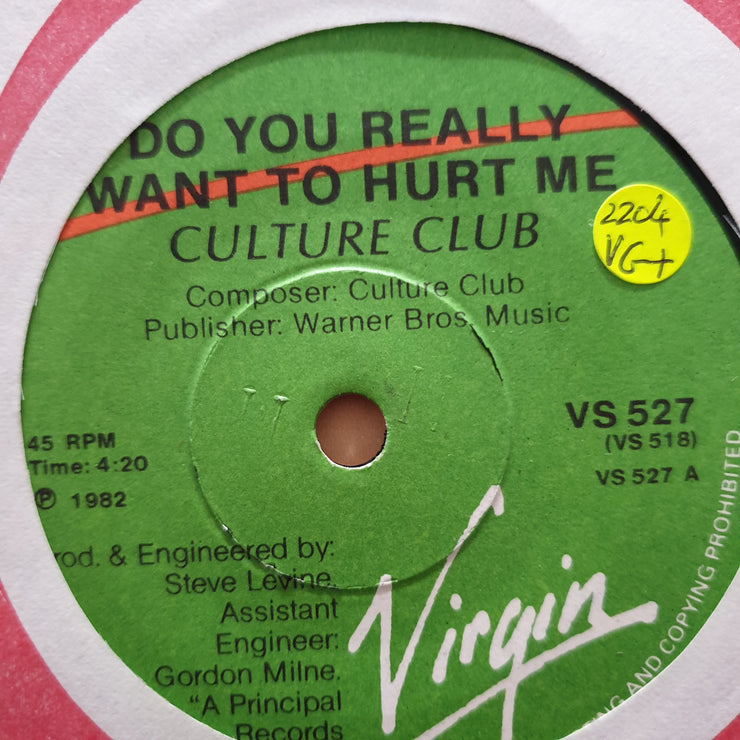 DO YOU REALLY
WANT TO HURT ME
CULTURE CLUB
Composer: Culture Club
Publisher: Warner Bros. Music
2204
VG+
VS 527
(VS 518)
VS 527 A
45 RPM
Time: 4:20
℗ 1982
rod. & Engineered by:
Steve Levine.
Assistant
Engineer:
Gordon Milne.
"A Principal
Records
Virgin
AND COPYING PROHIBITED